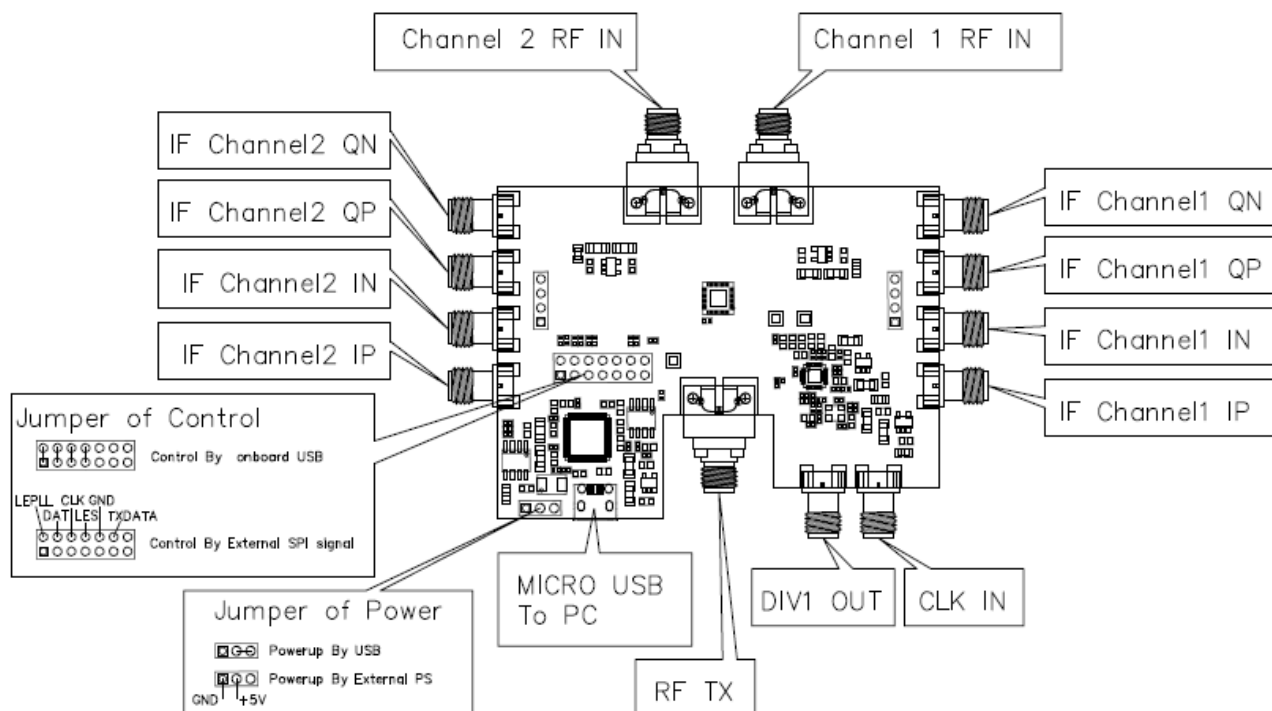 Channel 2 RF IN
Channel 1 RF IN
IF Channel2 QN
IF Channel2 QP
IF Channel2 IN
IF Channel2 IP
IF Channel1 QN
IF Channel1 QP
IF Channel1 IN
IF Channel1 IP
Jumper of Control
Control By onboard USB
LEPLL CLK GND
DAT LES TXDATA
Control By External SPI signal
Jumper of Power
Powerup By USB
Powerup By External PS
GND +5V
MICRO USB
To PC
RF TX
DIV1 OUT
CLK IN